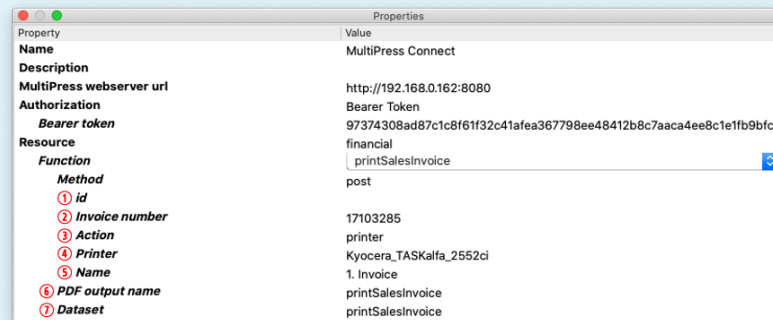 Properties
Property Value
Name MultiPress Connect
Description
MultiPress webserver url http://192.168.0.162:8080
Authorization Bearer Token
Bearer token 97374308ad87c1c8f61f32c41afea367798ee48412b8c7aaca4ee8c1e1fb9bfc
Resource financial
Function printSalesInvoice
Method post
① id
② Invoice number 17103285
③ Action printer
④ Printer Kyocera_TASKalfa_2552ci
⑤ Name 1. Invoice
⑥ PDF output name printSalesInvoice
⑦ Dataset printSalesInvoice